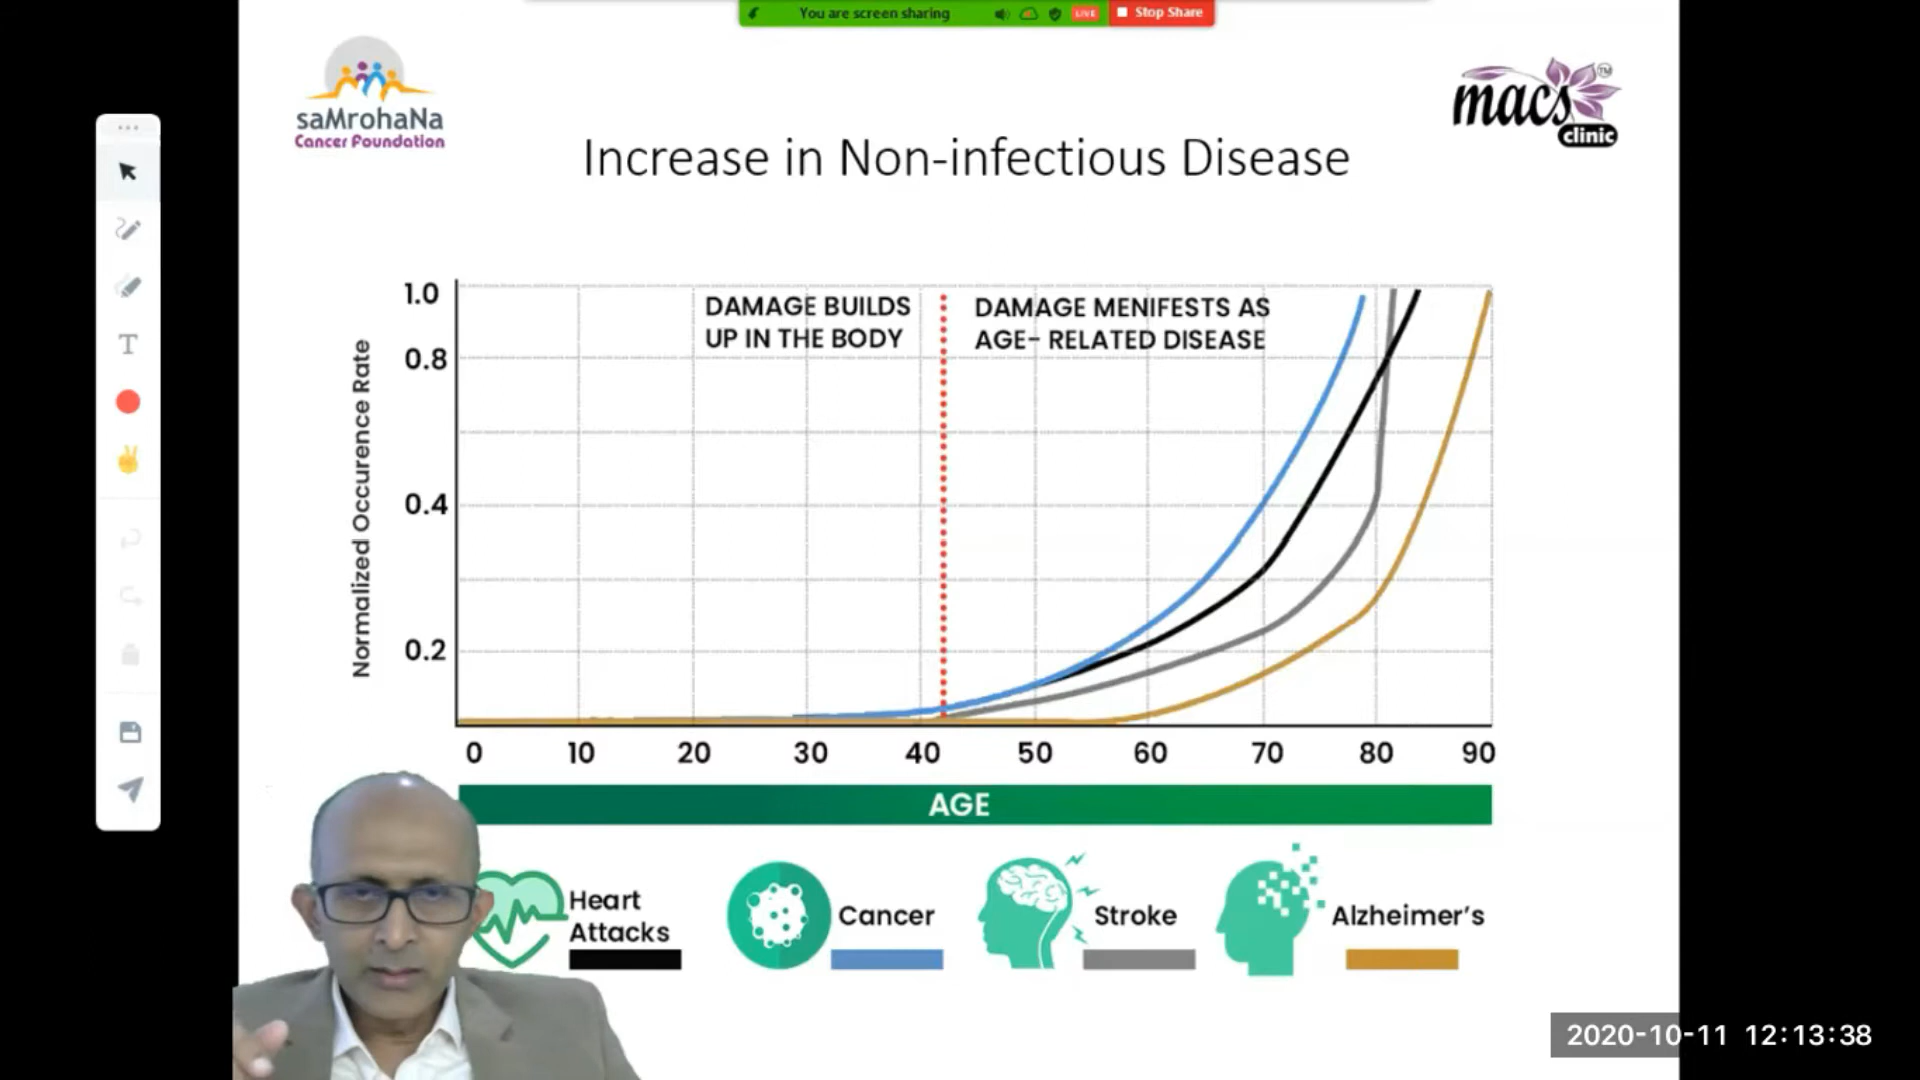 You are screen sharing LIVE Stop Share
saMrohaNa
Cancer Foundation
macs TM
clinic
Increase in Non-infectious Disease
DAMAGE BUILDS
UP IN THE BODY
DAMAGE MENIFESTS AS
AGE- RELATED DISEASE
Normalized Occurence Rate
1.0
0.8
0.4
0.2
0 10 20 30 40 50 60 70 80 90
AGE
Heart
Attacks
Cancer
Stroke
Alzheimer's
T
2020-10-11 12:13:38